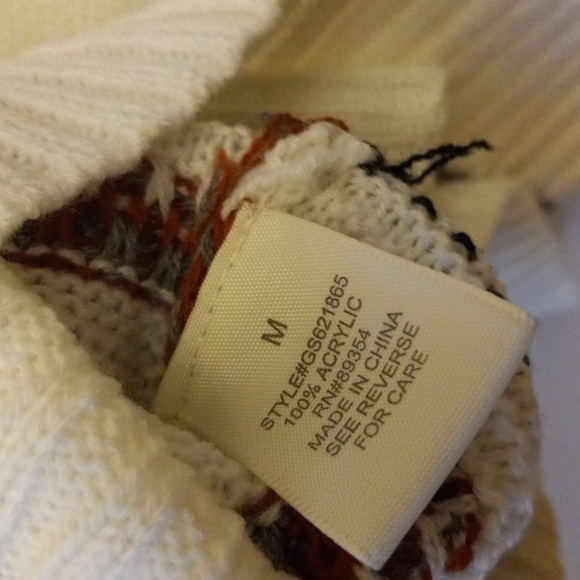 M
STYLE#GS621865
100% ACRYLIC
RN#89354
MADE IN CHINA
SEE REVERSE
FOR CARE